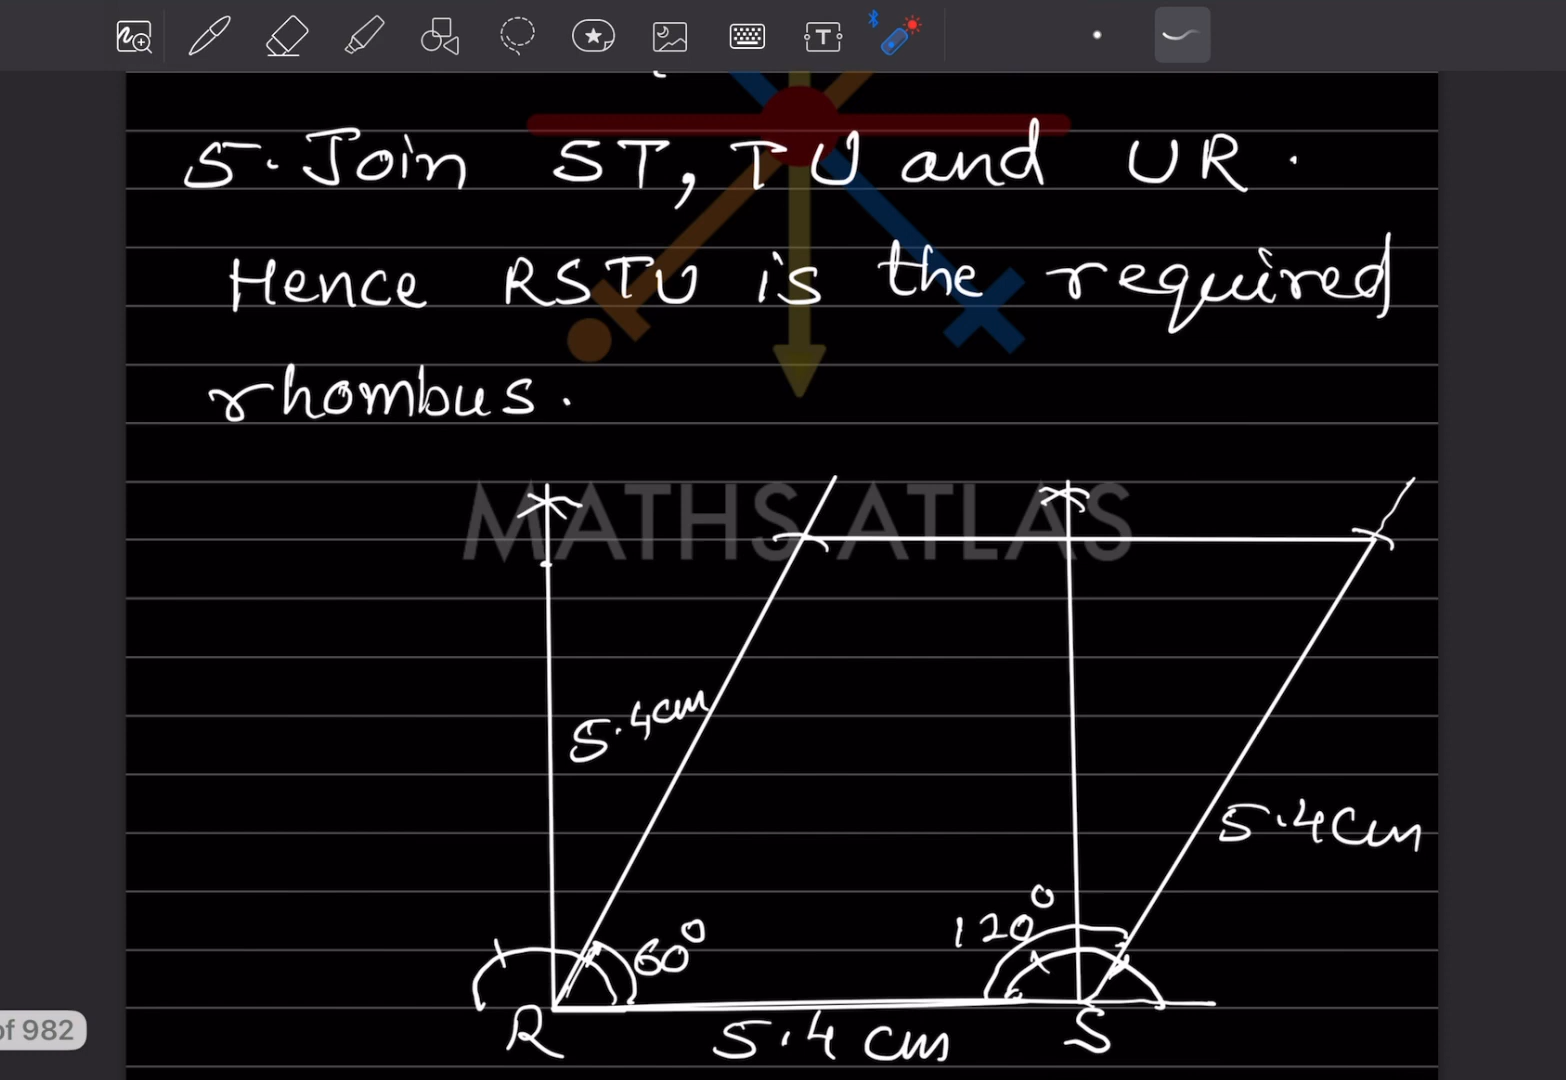 5. Join ST, TU and UR.
Hence RSTU is the required
rhombus.
MATHS ATLAS
5.4cm
5.4cm
120°
60°
of 982
R
5.4 cm
S